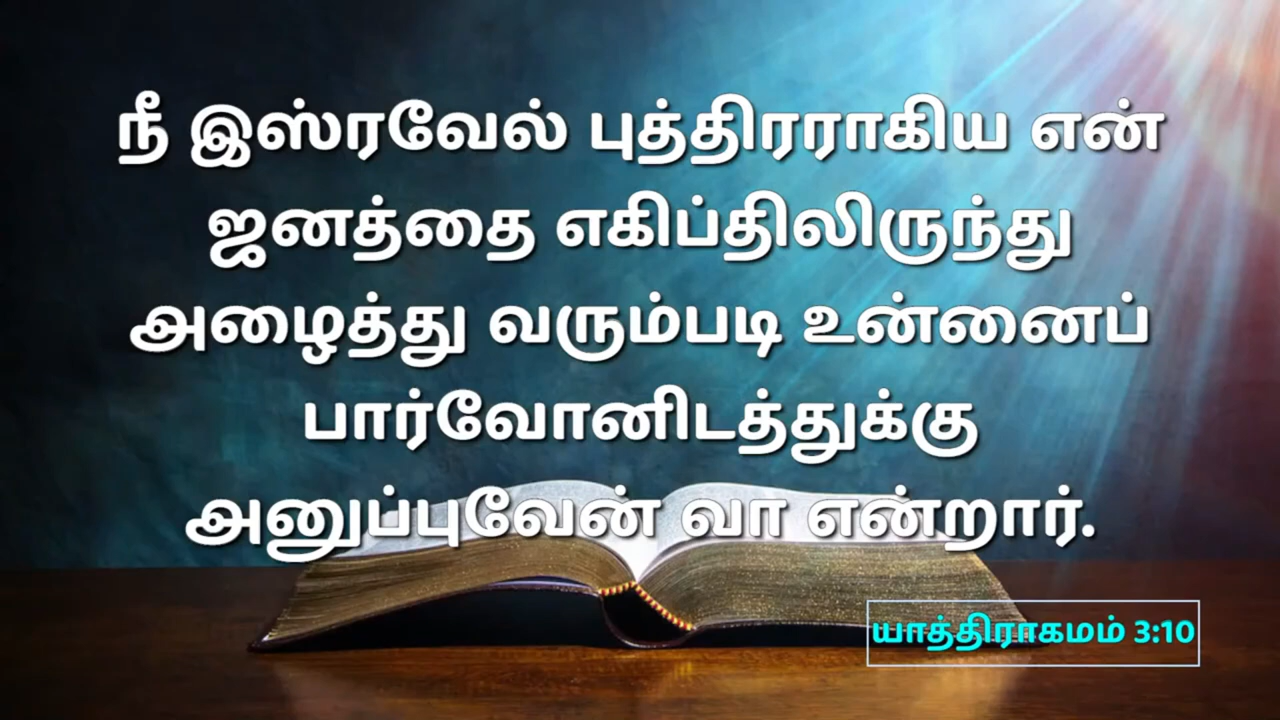 நீ இஸ்ரவேல் புத்திரராகிய என்
ஜனத்தை எகிப்திலிருந்து
அழைத்து வரும்படி உன்னைப்
பார்வோனிடத்துக்கு
அனுப்புவேன் வா என்றார்.
யாத்திராகமம் 3:10